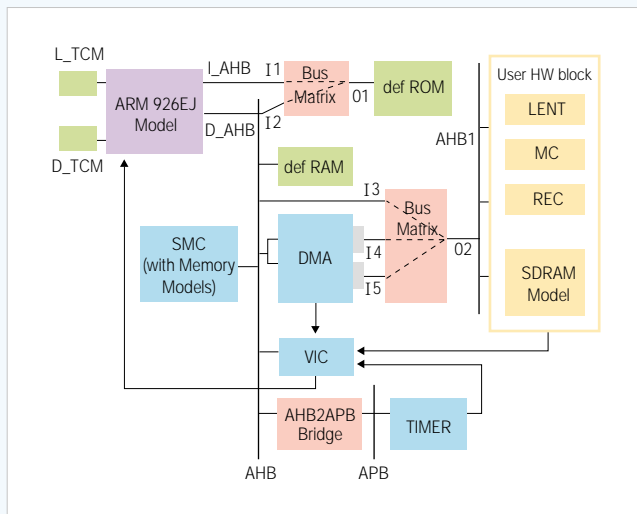 L_TCM
I_AHB
I1
Bus
Matrix
User HW block
ARM 926EJ
Model
01
def ROM
LENT
D_AHB
I2
AHB1
MC
D_TCM
def RAM
I3
REC
Bus
Matrix
SMC
(with Memory
Models)
DMA
I4
02
I5
SDRAM
Model
VIC
AHB2APB
Bridge
TIMER
AHB
APB